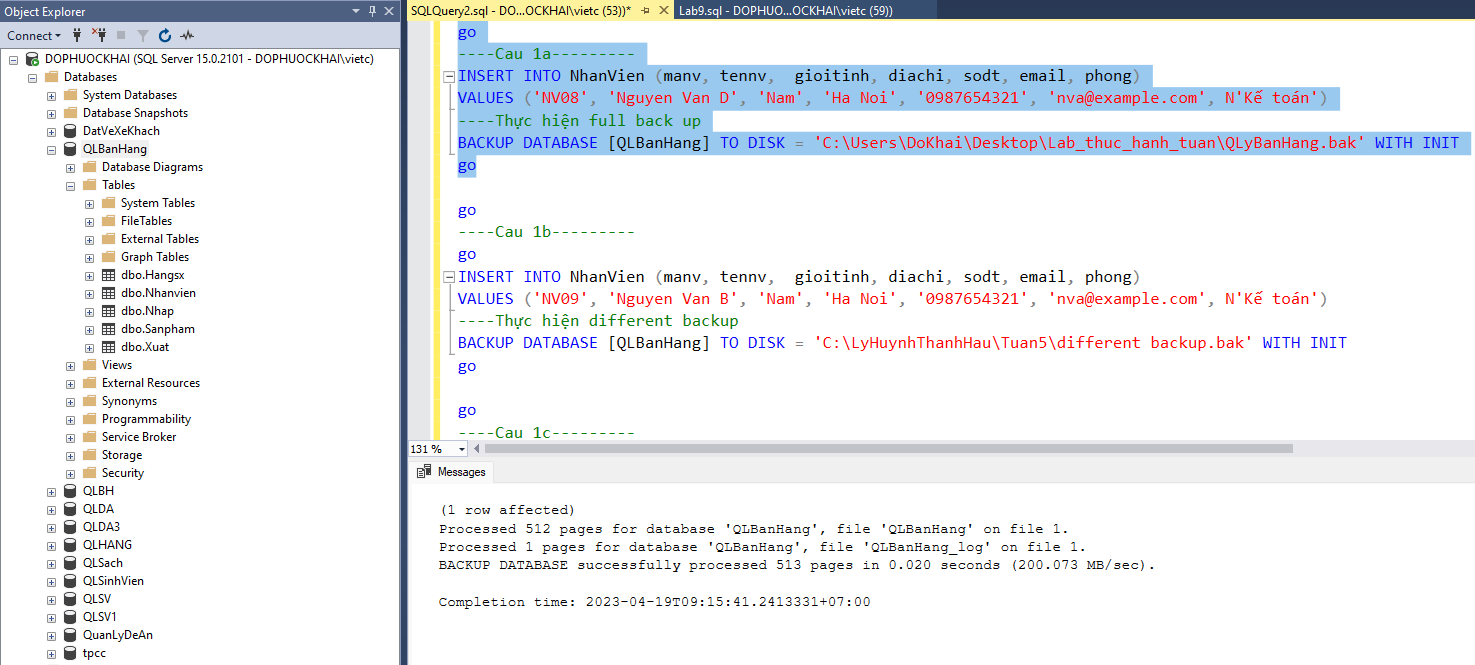 Object Explorer
Connect
DOPHUOCKHAI (SQL Server 15.0.2101 - DOPHUOCKHAI\vietc)
Databases
System Databases
Database Snapshots
DatVeXeKhach
QLBanHang
Database Diagrams
Tables
System Tables
FileTables
External Tables
Graph Tables
dbo.Hangsx
dbo.Nhanvien
dbo.Nhap
dbo.Sanpham
dbo.Xuat
Views
External Resources
Synonyms
Programmability
Service Broker
Storage
Security
QLBH
QLDA
QLDA3
QLHANG
QLSach
QLSinhVien
QLSV
QLSV1
QuanLyDeAn
tpcc
SQLQuery2.sql - DO...OCKHAI\vietc (53))* Lab9.sql - DOPHUO...OCKHAI\vietc (59))
go
----Cau 1a---------
INSERT INTO NhanVien (manv, tennv,  gioitinh, diachi, sodt, email, phong)
VALUES ('NV08', 'Nguyen Van D', 'Nam', 'Ha Noi', '0987654321', 'nva@example.com', N'Kế toán')
----Thực hiện full back up
BACKUP DATABASE [QLBanHang] TO DISK = 'C:\Users\DoKhai\Desktop\Lab_thuc_hanh_tuan\QLyBanHang.bak' WITH INIT
go
go
----Cau 1b---------
go
INSERT INTO NhanVien (manv, tennv,  gioitinh, diachi, sodt, email, phong)
VALUES ('NV09', 'Nguyen Van B', 'Nam', 'Ha Noi', '0987654321', 'nva@example.com', N'Kế toán')
----Thực hiện different backup
BACKUP DATABASE [QLBanHang] TO DISK = 'C:\LyHuynhThanhHau\Tuan5\different backup.bak' WITH INIT
go
go
----Cau 1c---------
131 %
Messages
(1 row affected)
Processed 512 pages for database 'QLBanHang', file 'QLBanHang' on file 1.
Processed 1 pages for database 'QLBanHang', file 'QLBanHang_log' on file 1.
BACKUP DATABASE successfully processed 513 pages in 0.020 seconds (200.073 MB/sec).
Completion time: 2023-04-19T09:15:41.2413331+07:00